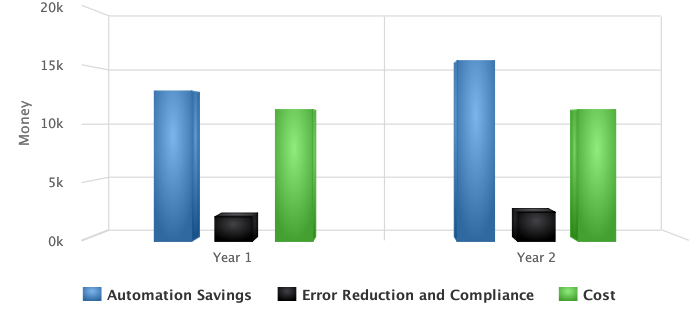 20k
15k
10k
5k
0k
Money
Year 1
Year 2
Automation Savings
Error Reduction and Compliance
Cost